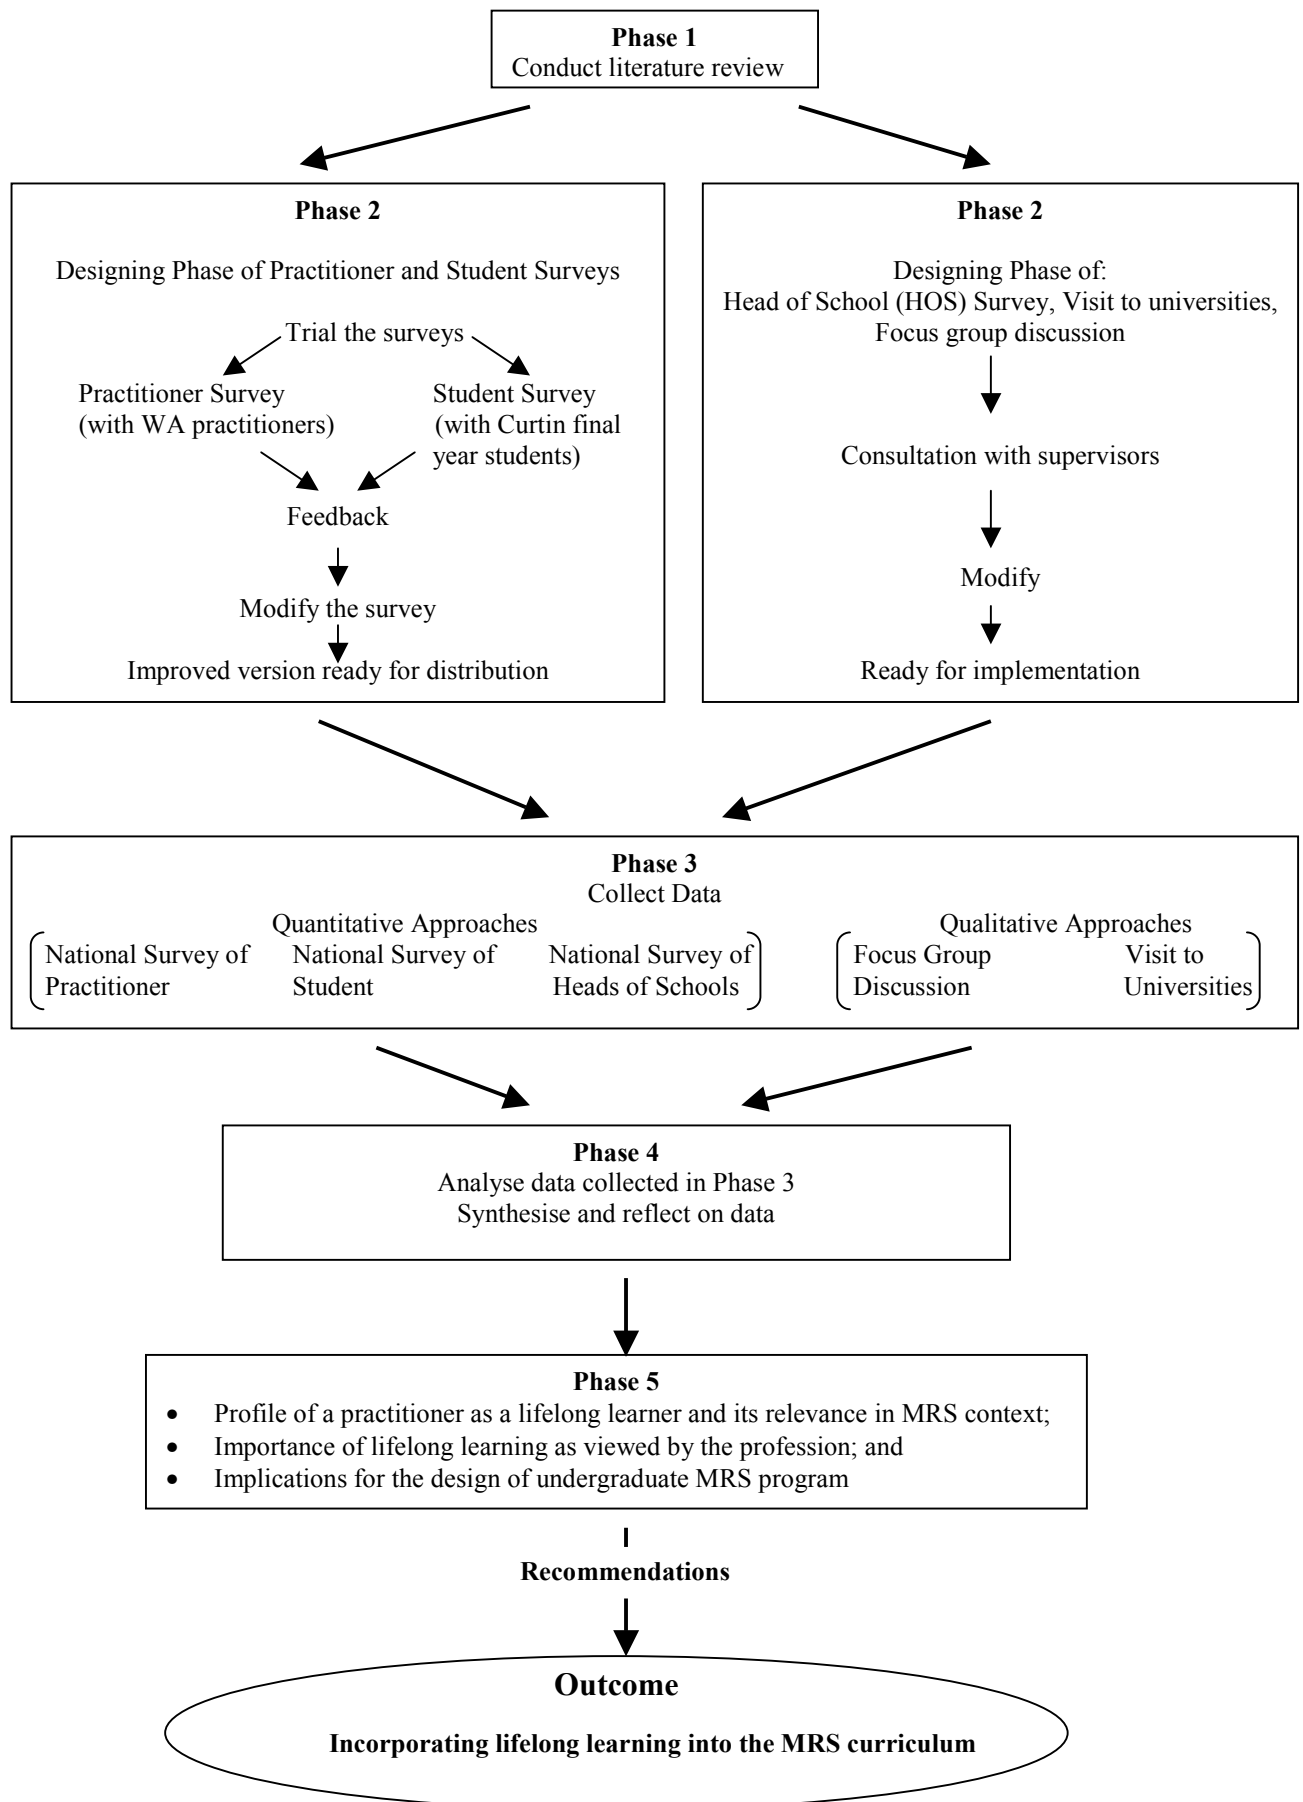 Phase 1
Conduct literature review
Phase 2
Designing Phase of Practitioner and Student Surveys
Trial the surveys
Practitioner Survey
(with WA practitioners)
Student Survey
(with Curtin final
year students)
Feedback
Modify the survey
Improved version ready for distribution
Phase 2
Designing Phase of:
Head of School (HOS) Survey, Visit to universities,
Focus group discussion
Consultation with supervisors
Modify
Ready for implementation
Phase 3
Collect Data
Quantitative Approaches
National Survey of
Practitioner
National Survey of
Student
National Survey of
Heads of Schools
Qualitative Approaches
Focus Group
Discussion
Visit to
Universities
Phase 4
Analyse data collected in Phase 3
Synthesise and reflect on data
Phase 5
• Profile of a practitioner as a lifelong learner and its relevance in MRS context;
• Importance of lifelong learning as viewed by the profession; and
• Implications for the design of undergraduate MRS program
Recommendations
Outcome
Incorporating lifelong learning into the MRS curriculum